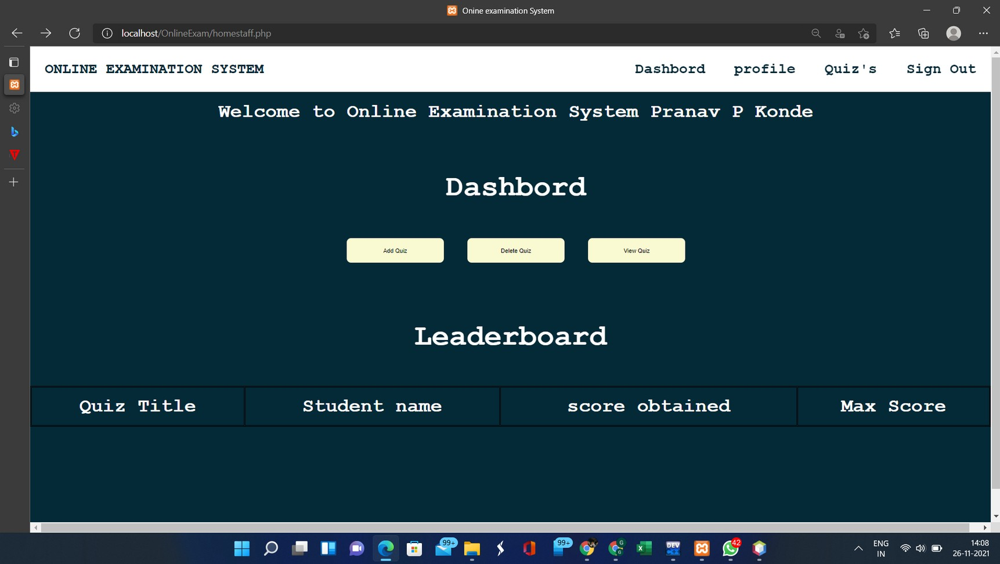 Onine examination System
localhost/OnlineExam/homestaff.php
ONLINE EXAMINATION SYSTEM Dashbord profile Quiz's Sign Out
Welcome to Online Examination System Pranav P Konde
Dashbord
Add Quiz Delete Quiz View Quiz
Leaderboard
Quiz Title Student name score obtained Max Score
99+ 99+ G G DEV 42
ENG 14:08
IN 26-11-2021